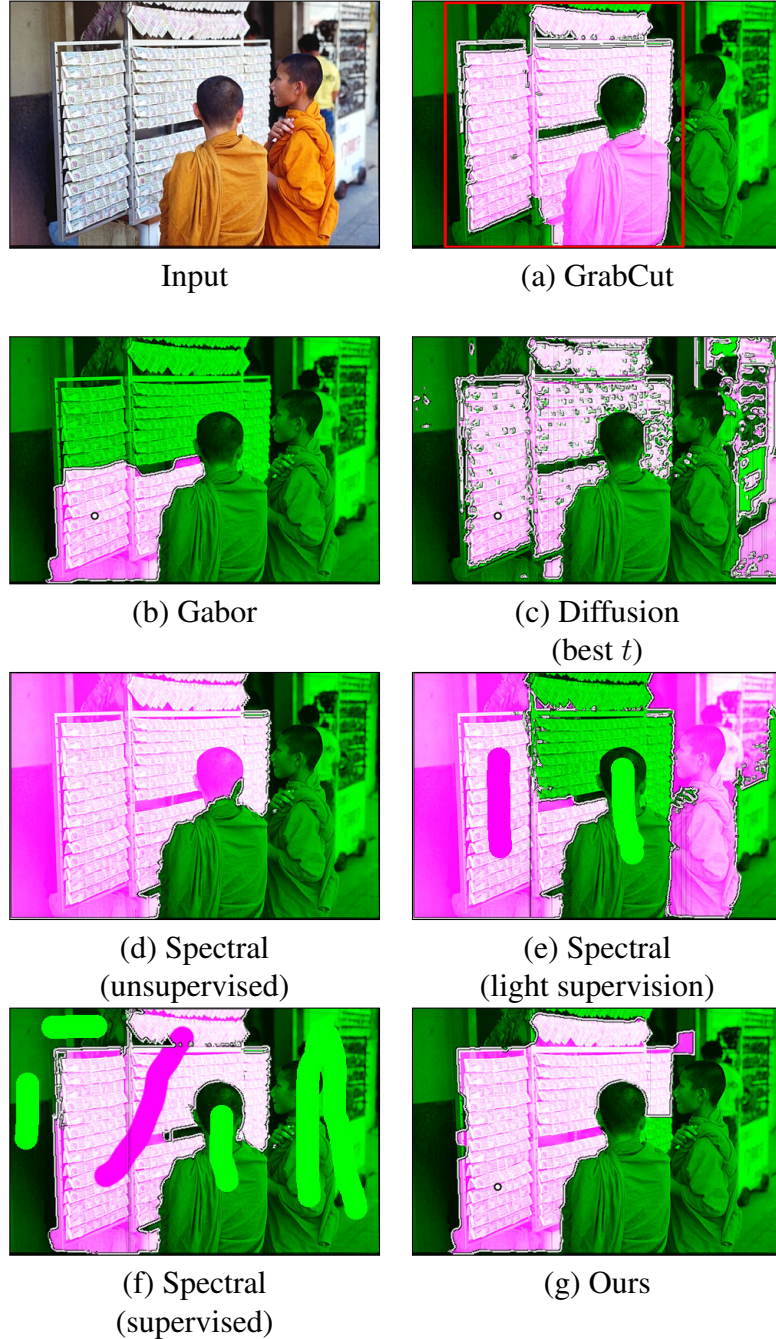 Input
(a) GrabCut
(b) Gabor
(c) Diffusion
(best t)
(d) Spectral
(unsupervised)
(e) Spectral
(light supervision)
(f) Spectral
(supervised)
(g) Ours